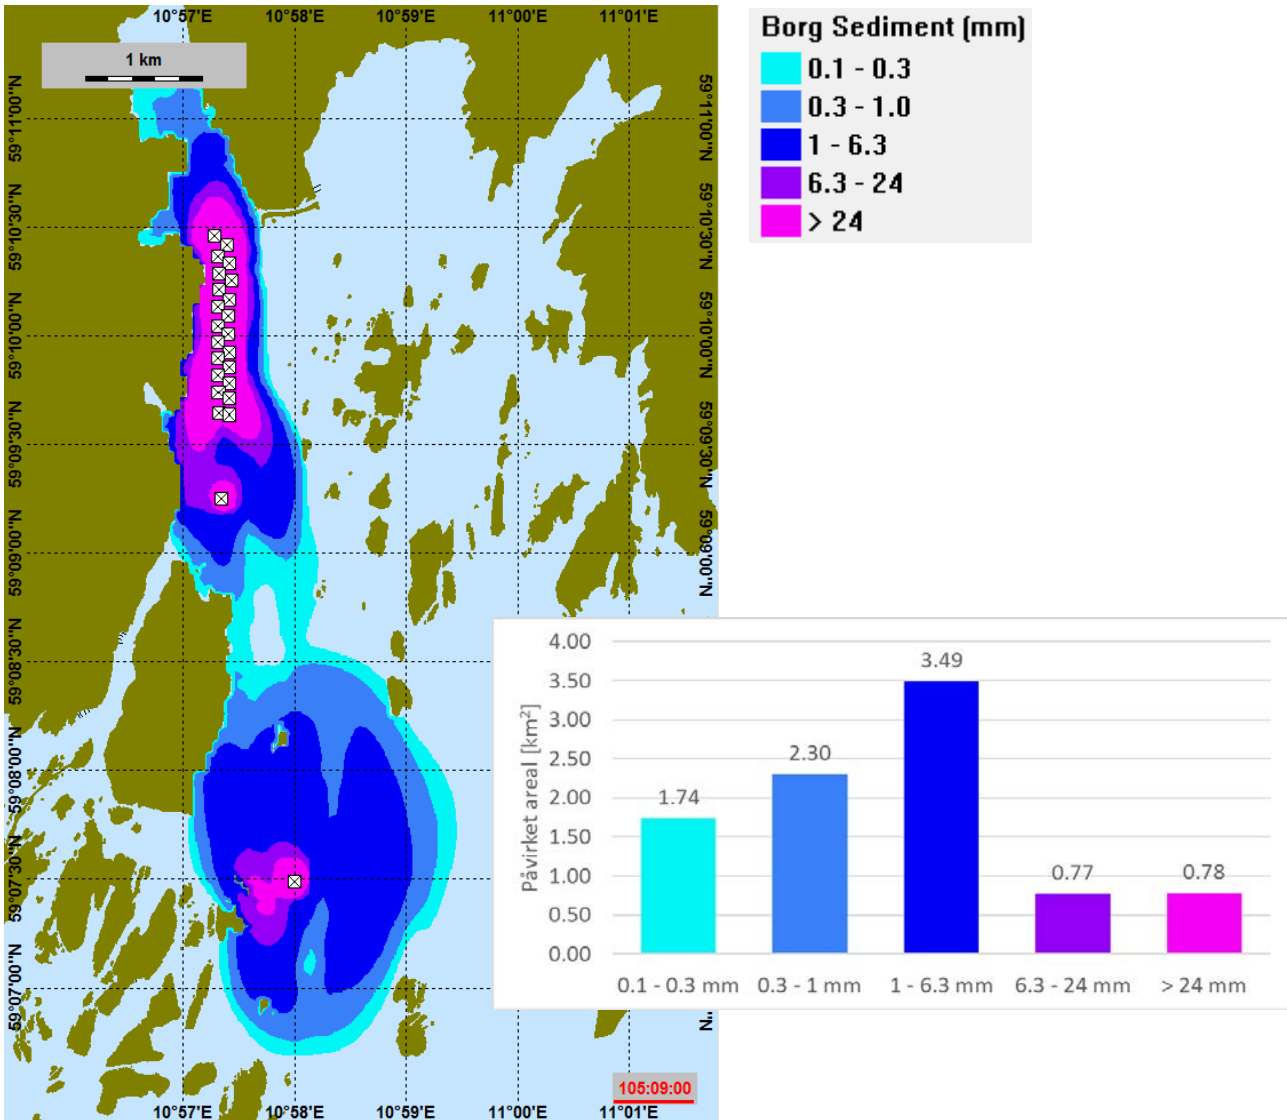 10°57'E 10°58'E 10°59'E 11°00'E 11°01'E
1 km
59°11'00''N 59°11'00''N
59°10'30''N 59°10'30''N
59°10'00''N 59°10'00''N
59°09'30''N 59°09'30''N
59°09'00''N 59°09'00''N
59°08'30''N
59°08'00''N
59°07'30''N
59°07'00''N ''N
105:09:00
10°57'E 10°58'E 10°59'E 11°00'E 11°01'E
Borg Sediment (mm)
0.1 - 0.3
0.3 - 1.0
1 - 6.3
6.3 - 24
> 24
Påvirket areal [km²]
4.00
3.50
3.00
2.50
2.00
1.50
1.00
0.50
0.00
1.74
2.30
3.49
0.77
0.78
0.1 - 0.3 mm 0.3 - 1 mm 1 - 6.3 mm 6.3 - 24 mm > 24 mm